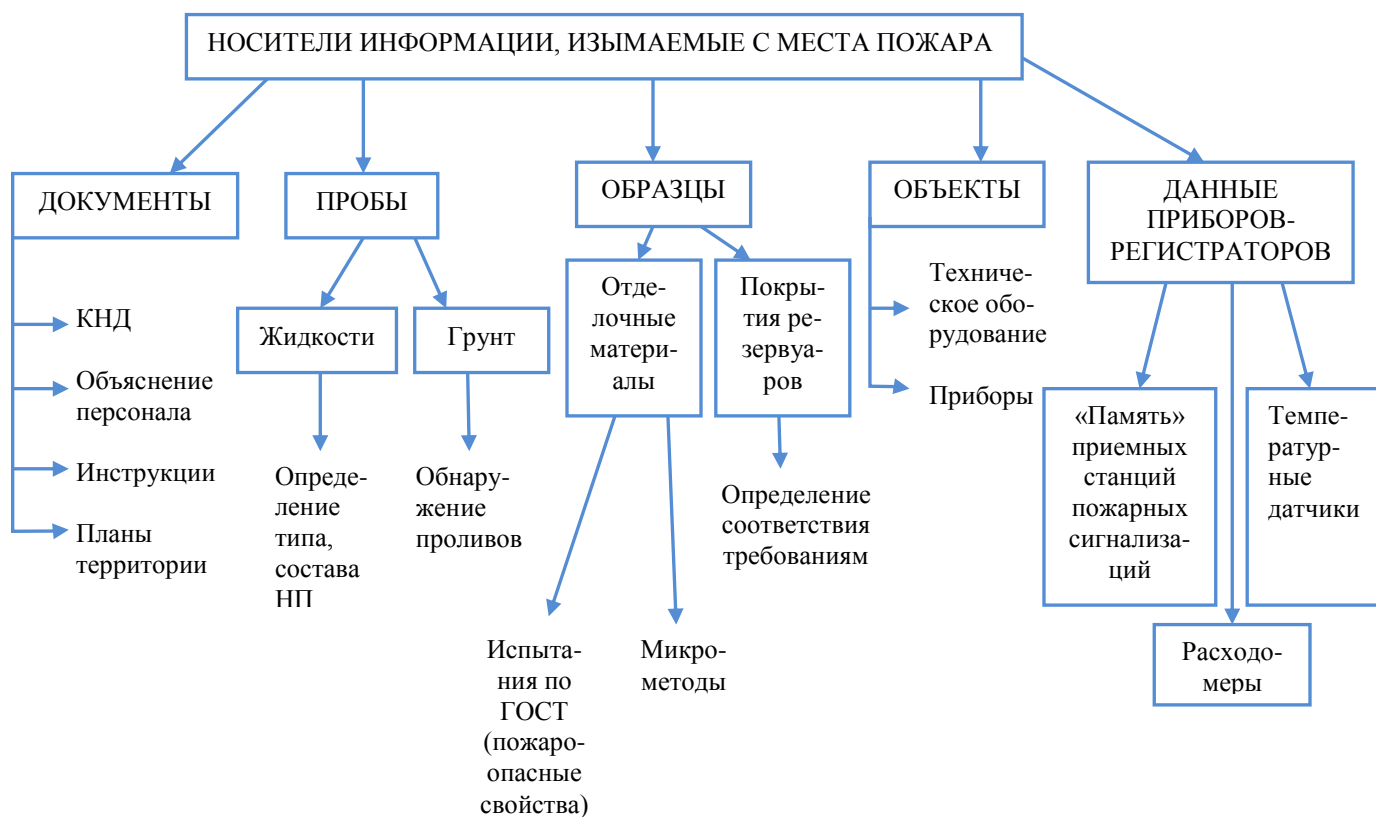 НОСИТЕЛИ ИНФОРМАЦИИ, ИЗЫМАЕМЫЕ С МЕСТА ПОЖАРА
ДОКУМЕНТЫ
КНД
Объяснение
персонала
Инструкции
Планы
территории
ПРОБЫ
Жидкости
Опреде-
ление
типа,
состава
НП
Грунт
Обнару-
жение
проливов
ОБРАЗЦЫ
Отде-
лочные
матери-
алы
Испыта-
ния по
ГОСТ
(пожаро-
опасные
свойства)
Микро-
методы
Покры-
тия ре-
зервуа-
ров
Определение
соответствия
требованиям
ОБЪЕКТЫ
Техниче-
ское обо-
рудование
Приборы
ДАННЫЕ
ПРИБОРОВ-
РЕГИСТРАТОРОВ
«Память»
приемных
станций
пожарных
сигнализа-
ций
Расходо-
меры
Темпе-
ратур-
ные
датчики